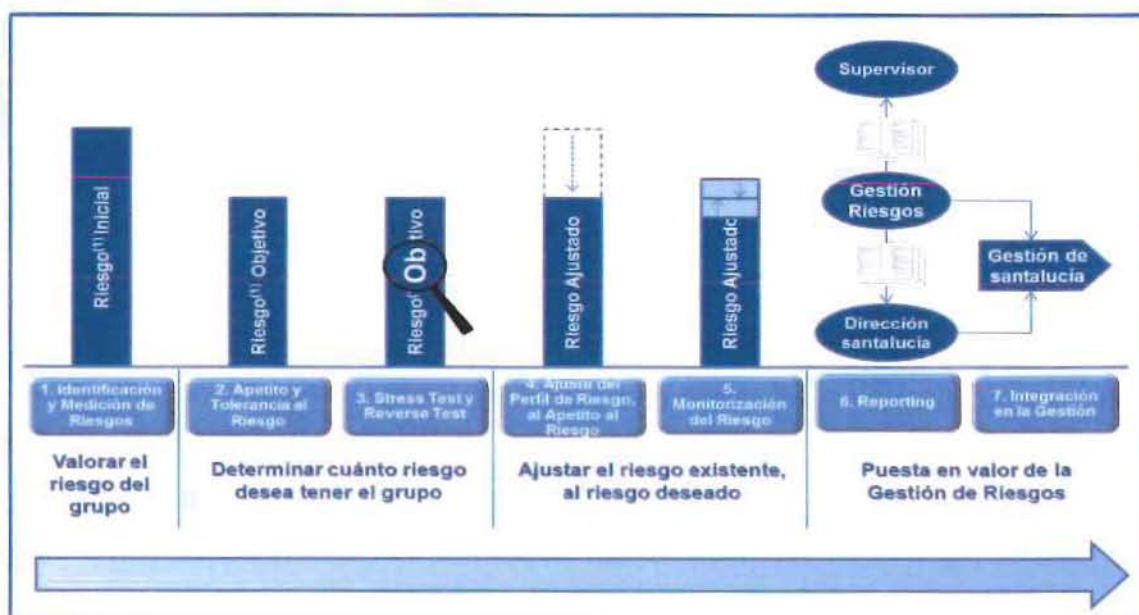 Supervisor
Gestión
Riesgos
Gestión de
santalucía
Dirección
santalucía
Riesgo(1) Inicial
Riesgo(1) Objetivo
Riesgo( Objetivo
Riesgo Ajustado
Riesgo Ajustado
1. Identificación
y Medición de
Riesgos
2. Apetito y
Tolerancia al
Riesgo
3. Stress Test y
Reverse Test
4. Ajuste del
Perfil de Riesgo,
al Apetito al
Riesgo
5.
Monitorización
del Riesgo
6. Reporting
7. Integración
en la Gestión
Valorar el
riesgo del
grupo
Determinar cuánto riesgo
desea tener el grupo
Ajustar el riesgo existente,
al riesgo deseado
Puesta en valor de la
Gestión de Riesgos